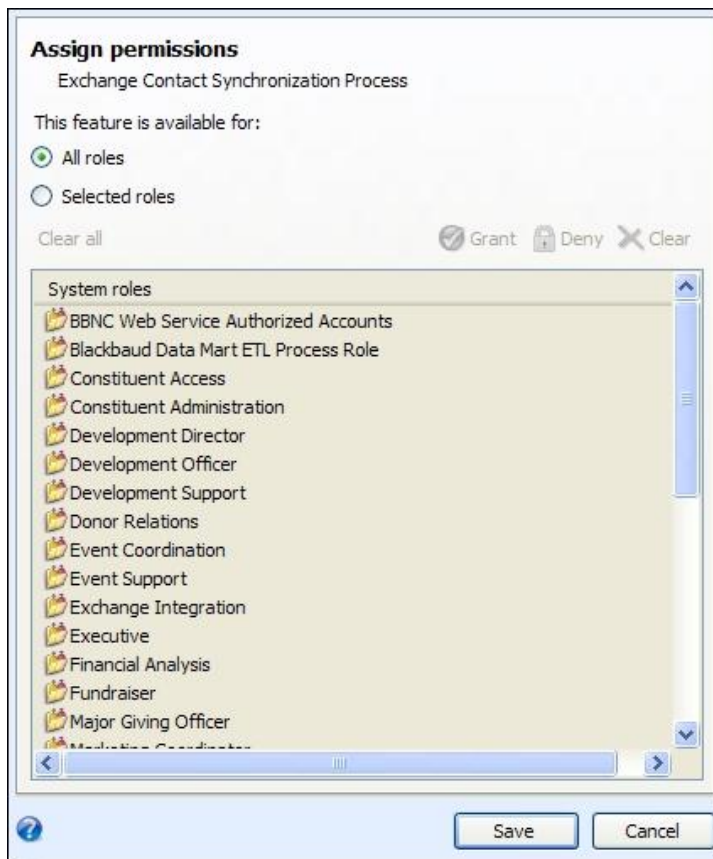 Assign permissions
Exchange Contact Synchronization Process
This feature is available for:
All roles
Selected roles
Clear all Grant Deny Clear
System roles
BBNC Web Service Authorized Accounts
Blackbaud Data Mart ETL Process Role
Constituent Access
Constituent Administration
Development Director
Development Officer
Development Support
Donor Relations
Event Coordination
Event Support
Exchange Integration
Executive
Financial Analysis
Fundraiser
Major Giving Officer
Marketing Coordinator
Save Cancel